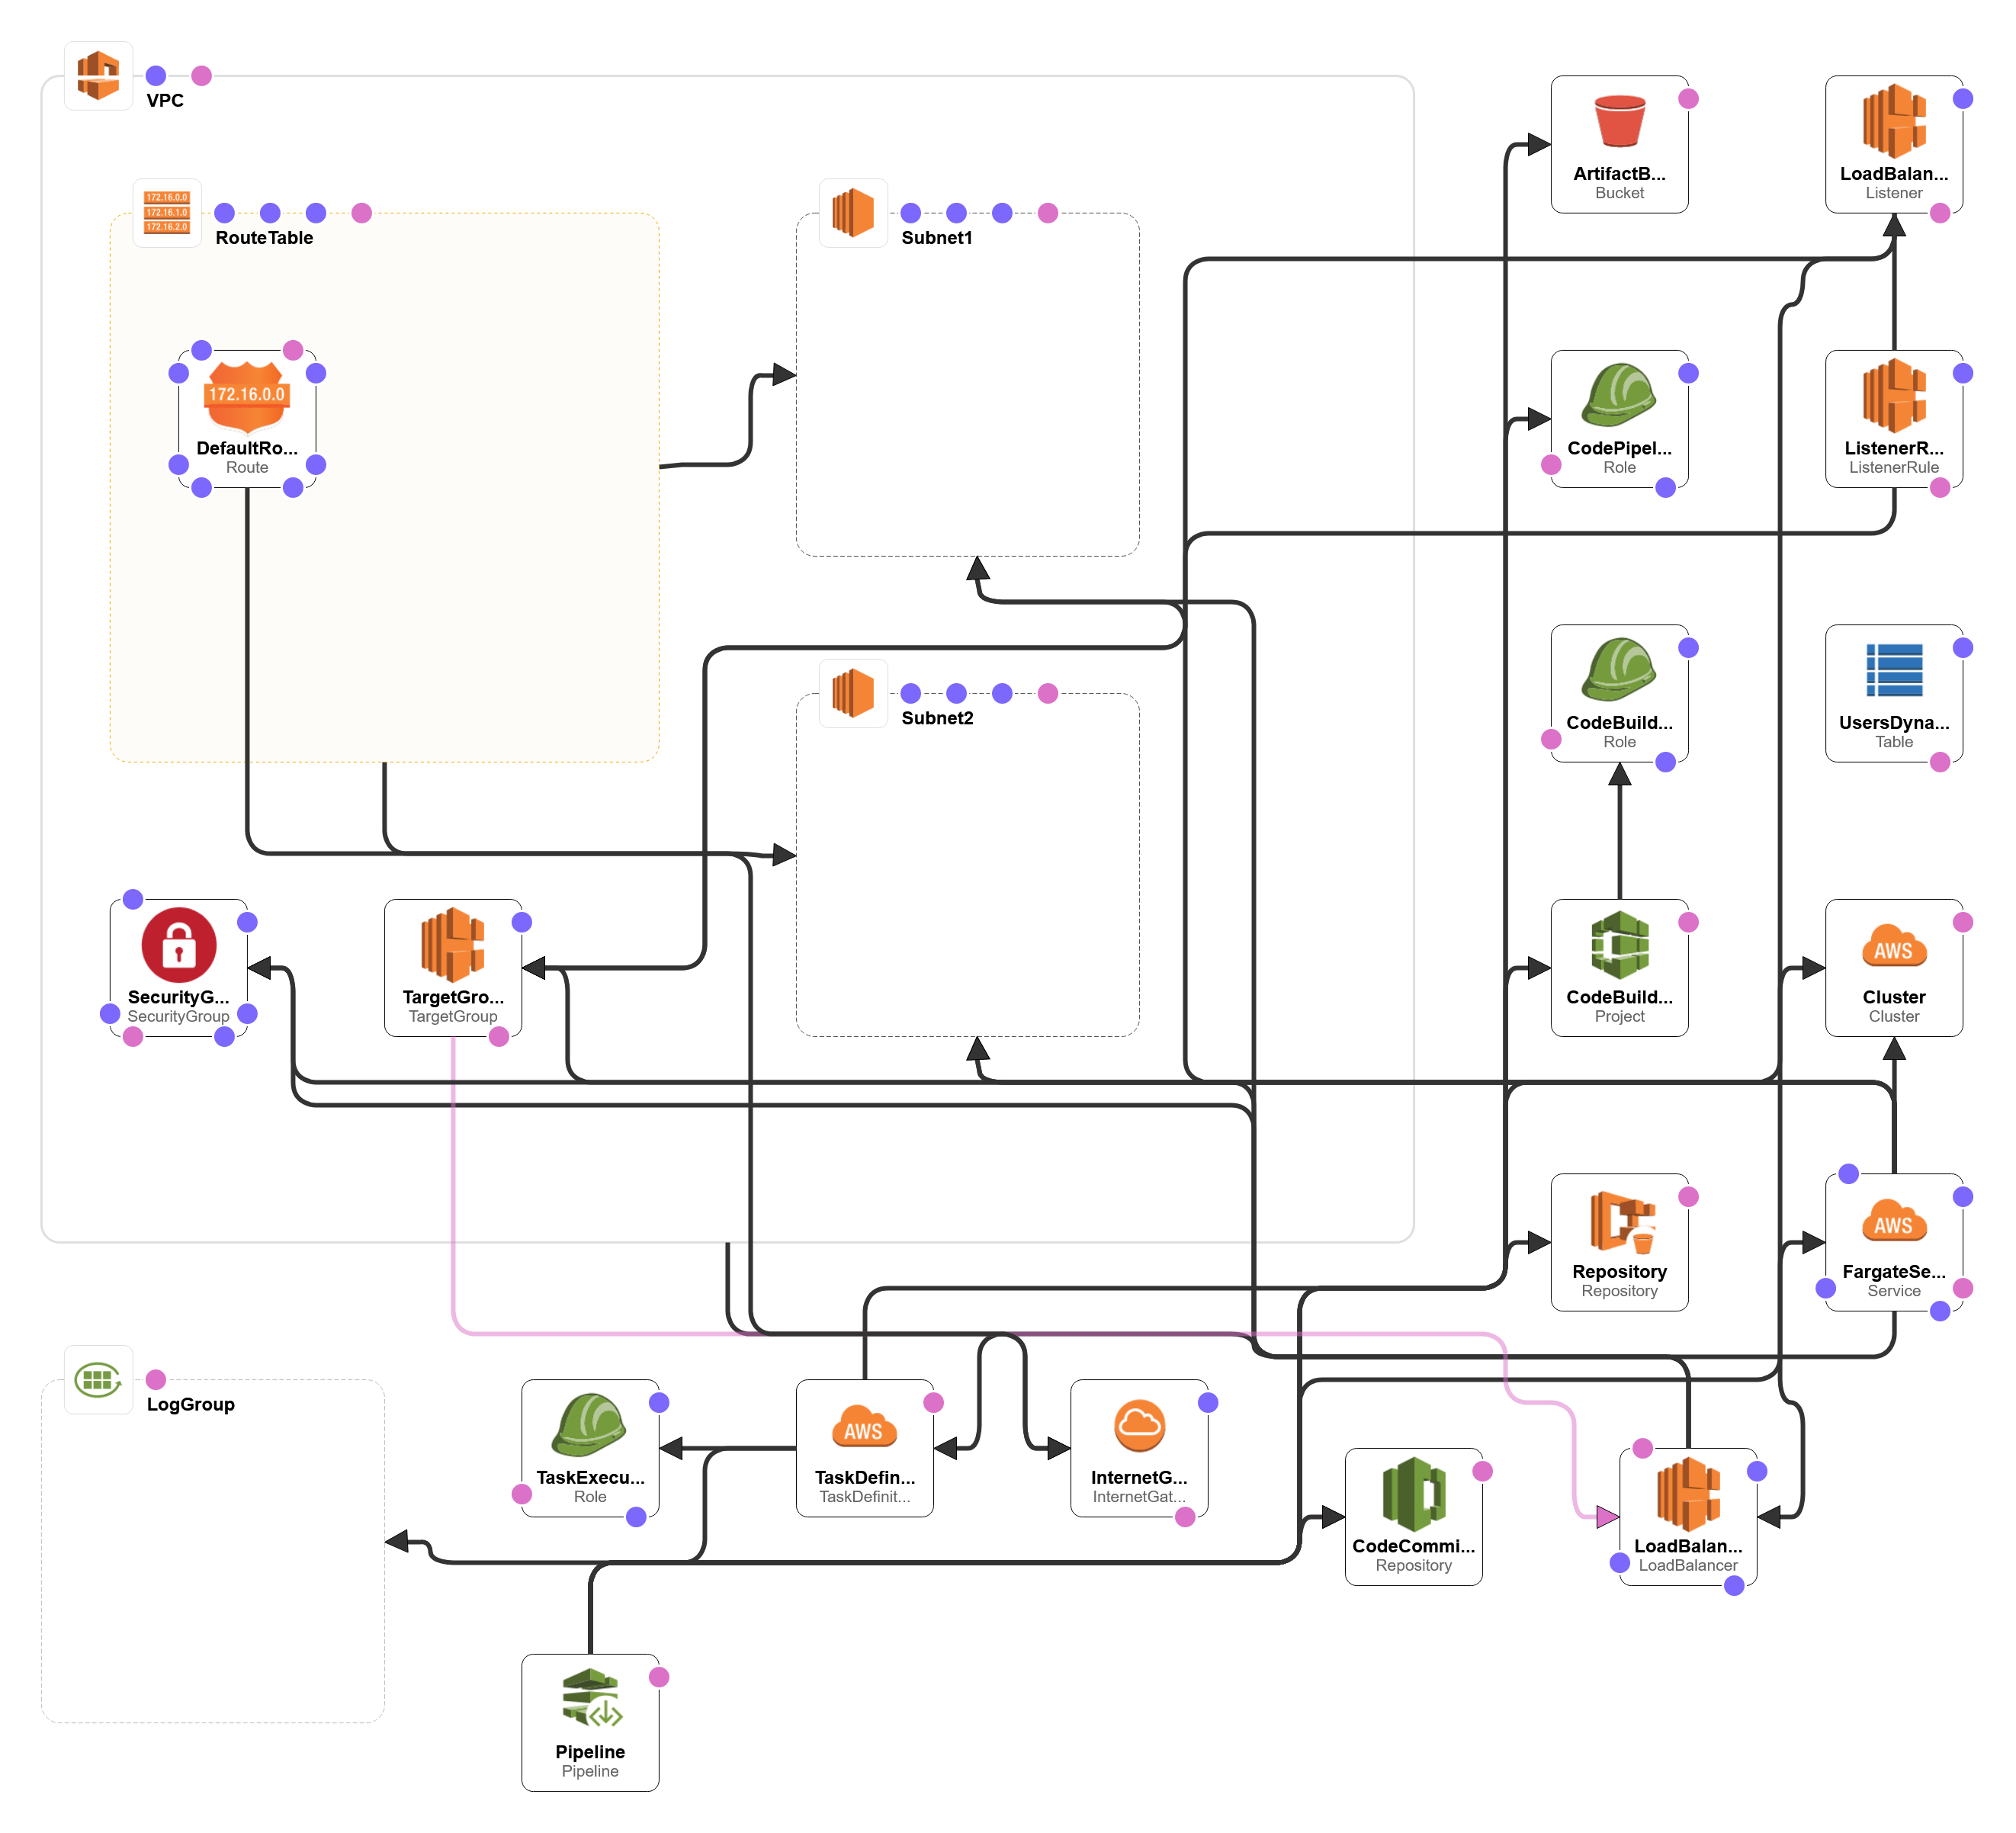 VPC
172.16.0.0
172.16.1.0
172.16.2.0
RouteTable
Subnet1
ArtifactB...
Bucket
LoadBalan...
Listener
172.16.0.0
DefaultRo...
Route
CodePipel...
Role
ListenerR...
ListenerRule
Subnet2
CodeBuild...
Role
UsersDyna...
Table
SecurityG...
SecurityGroup
TargetGro...
TargetGroup
CodeBuild...
Project
AWS
Cluster
Cluster
Repository
Repository
AWS
FargateSe...
Service
LogGroup
TaskExecu...
Role
AWS
TaskDefin...
TaskDefinit...
InternetG...
InternetGat...
CodeCommi...
Repository
LoadBalan...
LoadBalancer
Pipeline
Pipeline